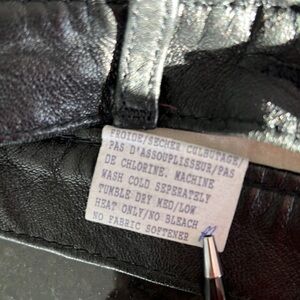 FROIDE/SECHER CULBUTAGE/
PAS D'ASSOUPLISSEUR/PAS
DE CHLORINE. MACHINE
WASH COLD SEPERATELY
TUMBLE DRY MED/LOW
HEAT ONLY/NO BLEACH
NO FABRIC SOFTENER